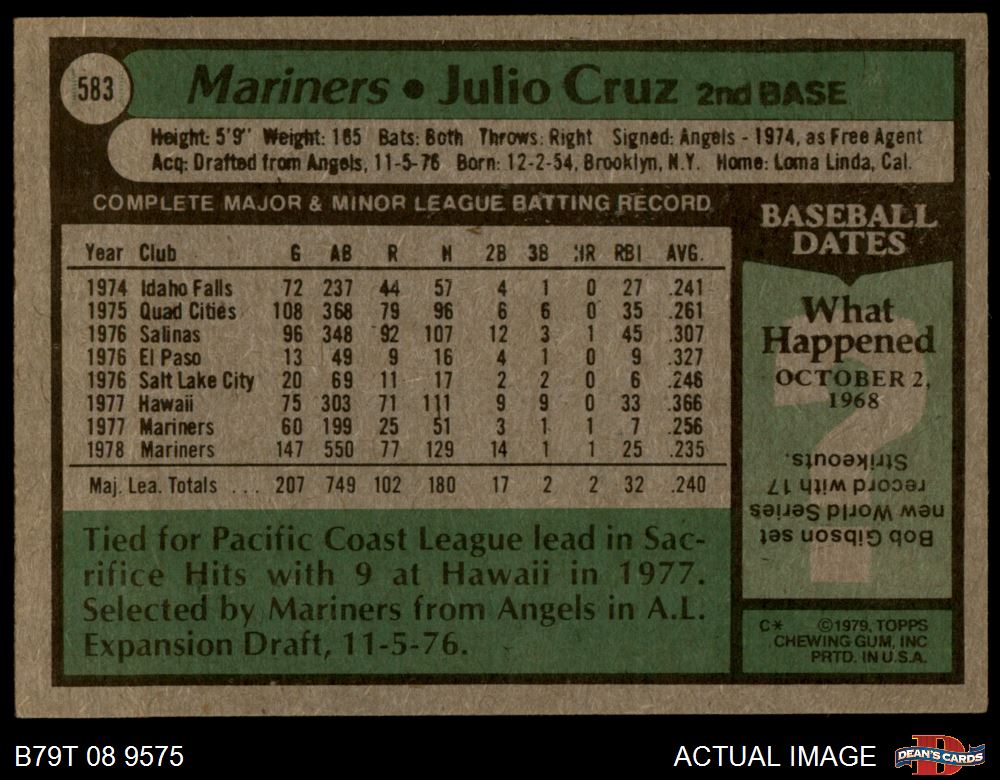 583
Mariners • Julio Cruz 2nd BASE
Height: 5'9" Weight: 165 Bats: Both Throws: Right Signed: Angels - 1974, as Free Agent
Acq: Drafted from Angels, 11-5-76 Born: 12-2-54, Brooklyn, N.Y. Home: Loma Linda, Cal.
COMPLETE MAJOR & MINOR LEAGUE BATTING RECORD
Year Club G AB R H 2B 3B HR RBI AVG.
1974 Idaho Falls 72 237 44 57 4 1 0 27 .241
1975 Quad Cities 108 368 79 96 6 6 0 35 .261
1976 Salinas 96 348 92 107 12 3 1 45 .307
1976 El Paso 13 49 9 16 4 1 0 9 .327
1976 Salt Lake City 20 69 11 17 2 2 0 6 .246
1977 Hawaii 75 303 71 111 9 9 0 33 .366
1977 Mariners 60 199 25 51 3 1 1 7 .256
1978 Mariners 147 550 77 129 14 1 1 25 .235
Maj. Lea. Totals ... 207 749 102 180 17 2 2 32 .240
Tied for Pacific Coast League lead in Sac-
rifice Hits with 9 at Hawaii in 1977.
Selected by Mariners from Angels in A.L.
Expansion Draft, 11-5-76.
BASEBALL
DATES
What
Happened
OCTOBER 2,
1968
?
Bob Gibson set
new World Series
record with 17
Strikeouts.
C* ©1979, TOPPS
CHEWING GUM, INC
PRTD. IN U.S.A.
B79T 08 9575
ACTUAL IMAGE
D
DEAN'S CARDS